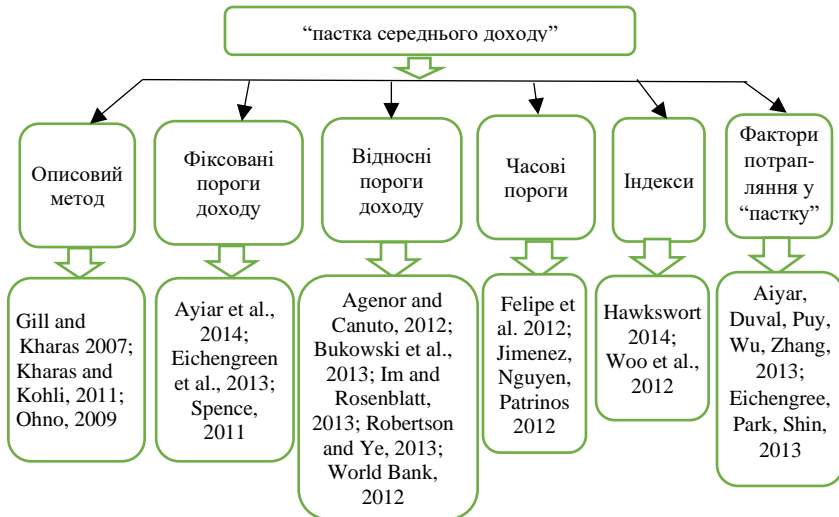 “пастка середнього доходу”
Описовий
метод
Фіксовані
пороги
доходу
Відносні
пороги
доходу
Часові
пороги
Індекси
Фактори
потрап-
ляння у
“пастку”
Gill and
Kharas 2007;
Kharas and
Kohli, 2011;
Ohno, 2009
Ayiar et al.,
2014;
Eichengreen
et al., 2013;
Spence,
2011
Agenor and
Canuto, 2012;
Bukowski et al.,
2013; Im and
Rosenblatt,
2013; Robertson
and Ye, 2013;
World Bank,
2012
Felipe et
al. 2012;
Jimenez,
Nguyen,
Patrinos
2012
Hawkswort
2014;
Woo et al.,
2012
Aiyar,
Duval, Puy,
Wu, Zhang,
2013;
Eichengree,
Park, Shin,
2013